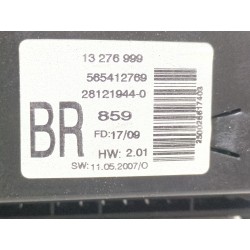 13 276 999
565412769
28121944-0
BR
859
FD:17/09
HW: 2.01
SW: 11.05.2007/O